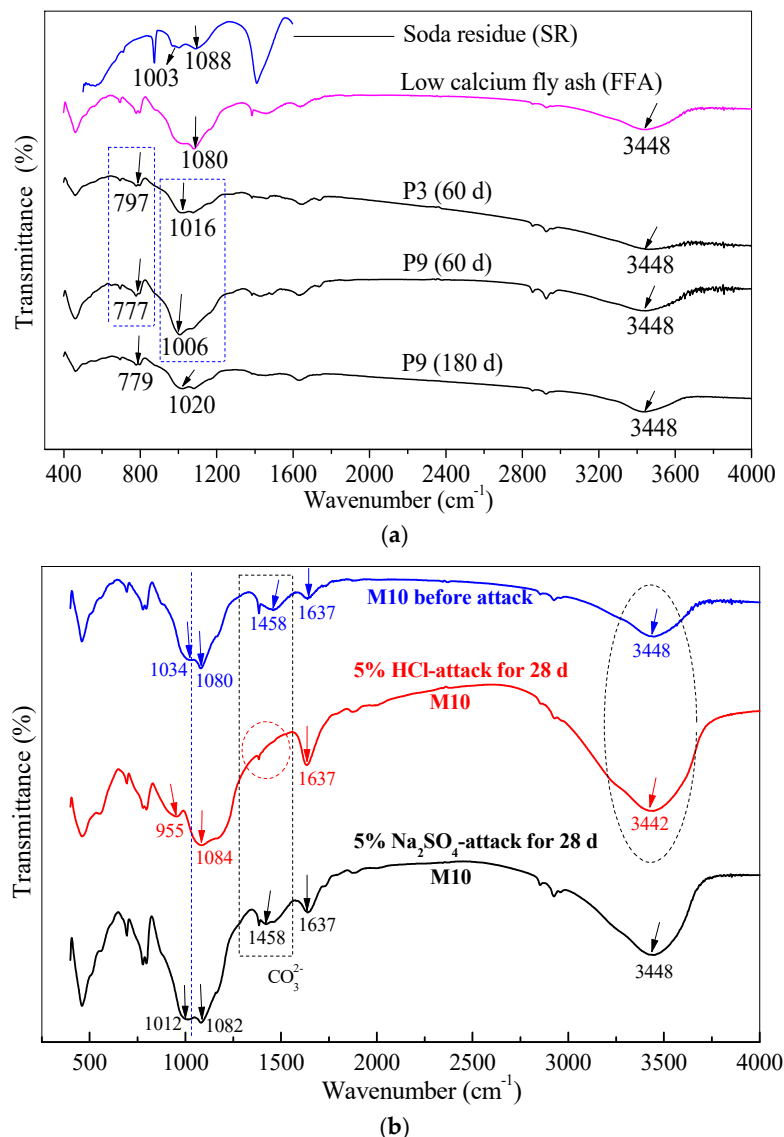 Soda residue (SR)
1003
1088
Low calcium fly ash (FFA)
1080
3448
P3 (60 d)
797
1016
3448
P9 (60 d)
777
1006
3448
P9 (180 d)
779
1020
3448
Transmittance (%)
400 800 1200 1600 2000 2400 2800 3200 3600 4000
Wavenumber (cm⁻¹)
(a)
M10 before attack
1458
1637
1034
1080
3448
5% HCl-attack for 28 d
M10
1637
955
1084
3442
5% Na₂SO₄-attack for 28 d
M10
1458
1637
CO₃²⁻
3448
1012
1082
Transmittance (%)
500 1000 1500 2000 2500 3000 3500 4000
Wavenumber (cm⁻¹)
(b)